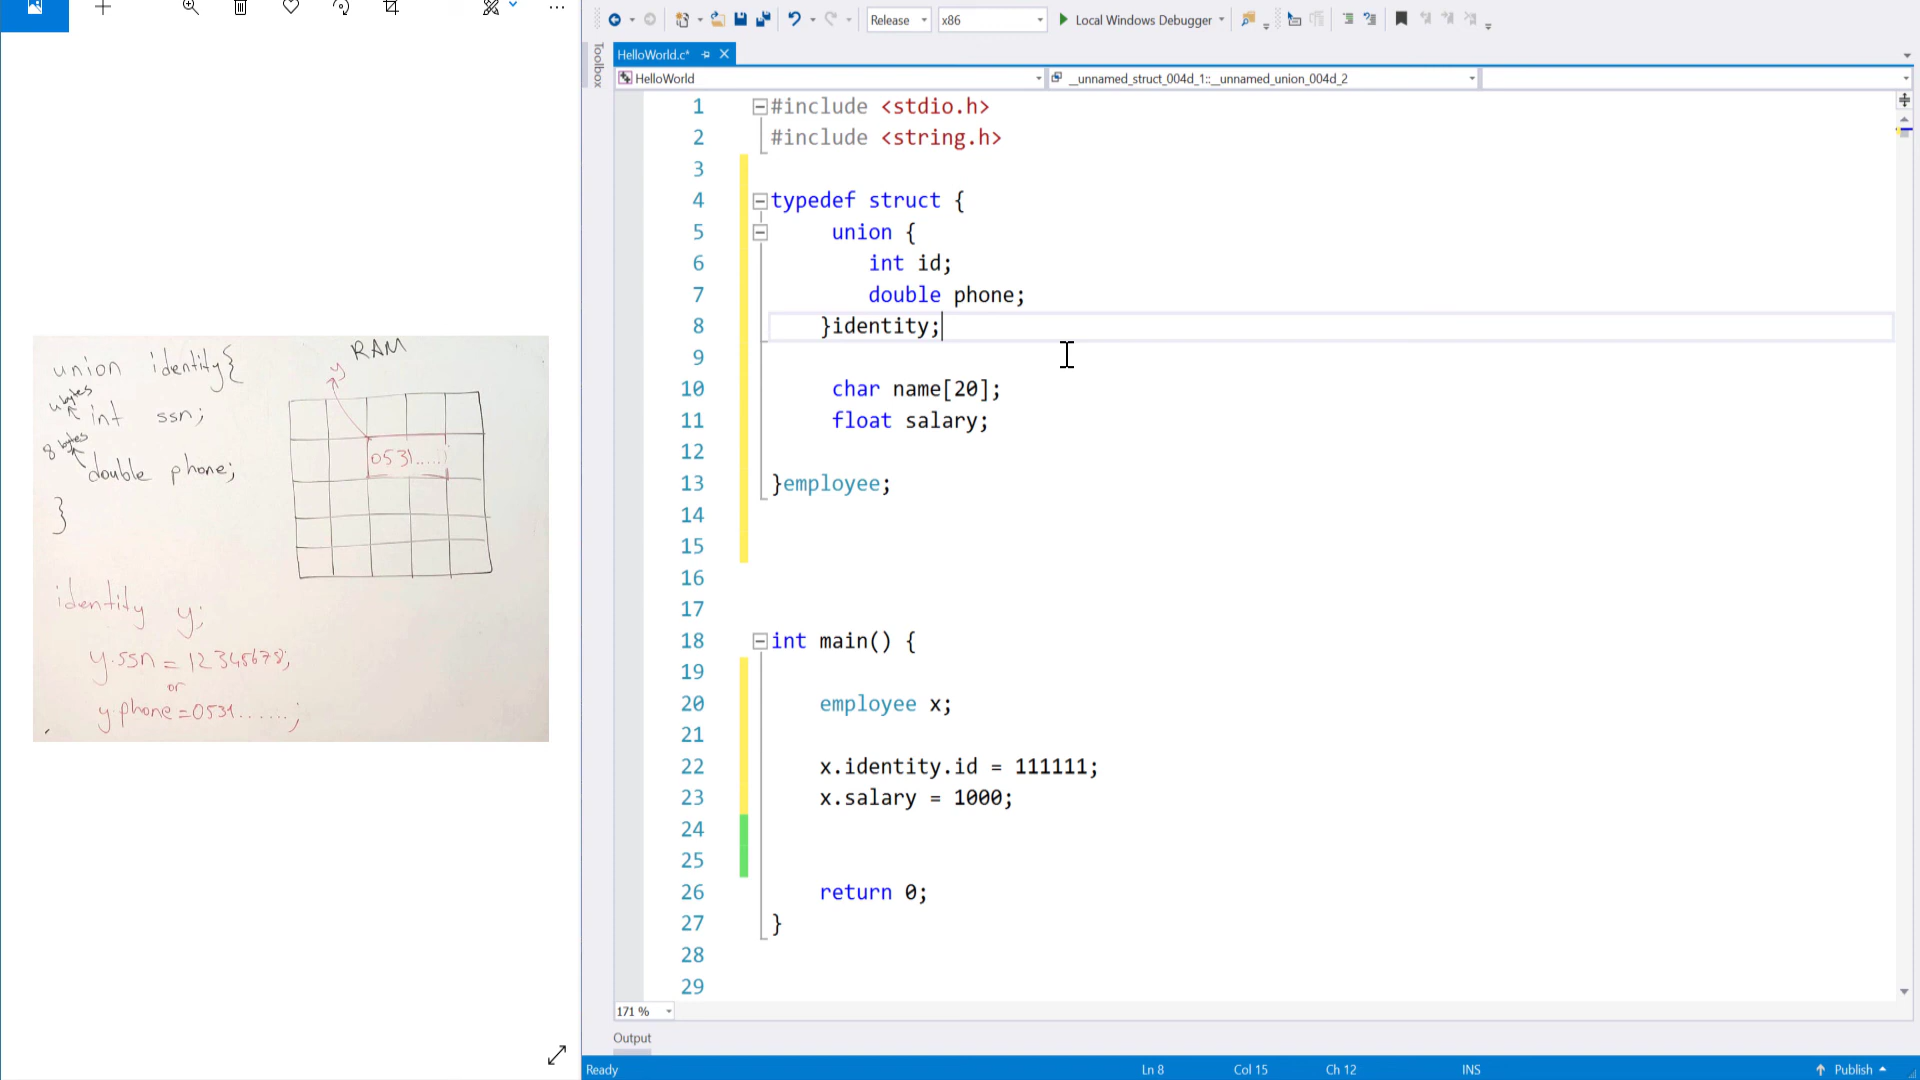 union identity{
4 bytes
int ssn;
8 bytes
double phone;
}
RAM
y
0531.....
identity y;
y.ssn = 12345678;
or
y.phone=0531......;
Release
x86
Local Windows Debugger
Toolbox
HelloWorld.c*
HelloWorld
__unnamed_struct_004d_1::__unnamed_union_004d_2
1 #include <stdio.h>
2 #include <string.h>
3
4 typedef struct {
5 union {
6 int id;
7 double phone;
8 }identity;
9
10 char name[20];
11 float salary;
12
13 }employee;
14
15
16
17
18 int main() {
19
20 employee x;
21
22 x.identity.id = 111111;
23 x.salary = 1000;
24
25
26 return 0;
27 }
28
29
171 %
Output
Ready
Ln 8
Col 15
Ch 12
INS
Publish